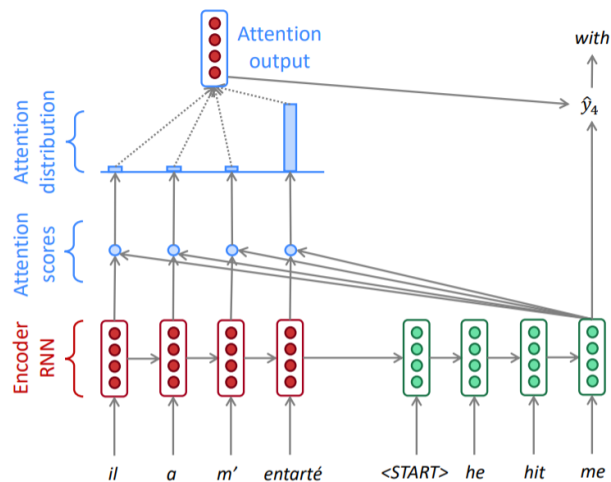 Attention
output
with
ŷ₄
Attention
distribution
Attention
scores
Encoder
RNN
il
a
m’
entarté
<START>
he
hit
me